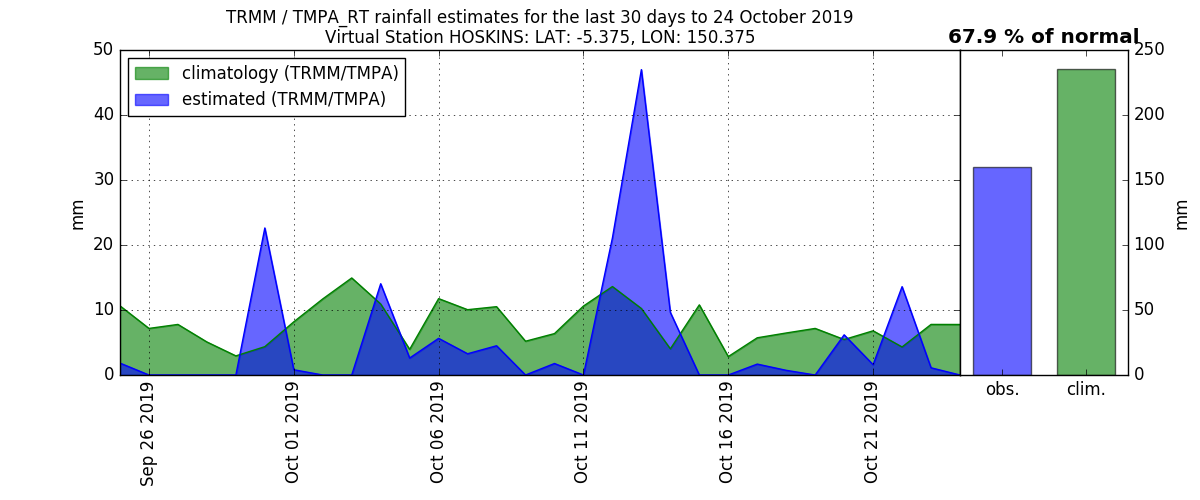 TRMM / TMPA_RT rainfall estimates for the last 30 days to 24 October 2019
Virtual Station HOSKINS: LAT: -5.375, LON: 150.375
67.9 % of normal
climatology (TRMM/TMPA)
estimated (TRMM/TMPA)
50
40
30
20
10
0
mm
Sep 26 2019
Oct 01 2019
Oct 06 2019
Oct 11 2019
Oct 16 2019
Oct 21 2019
obs.
clim.
250
200
150
100
50
0
mm